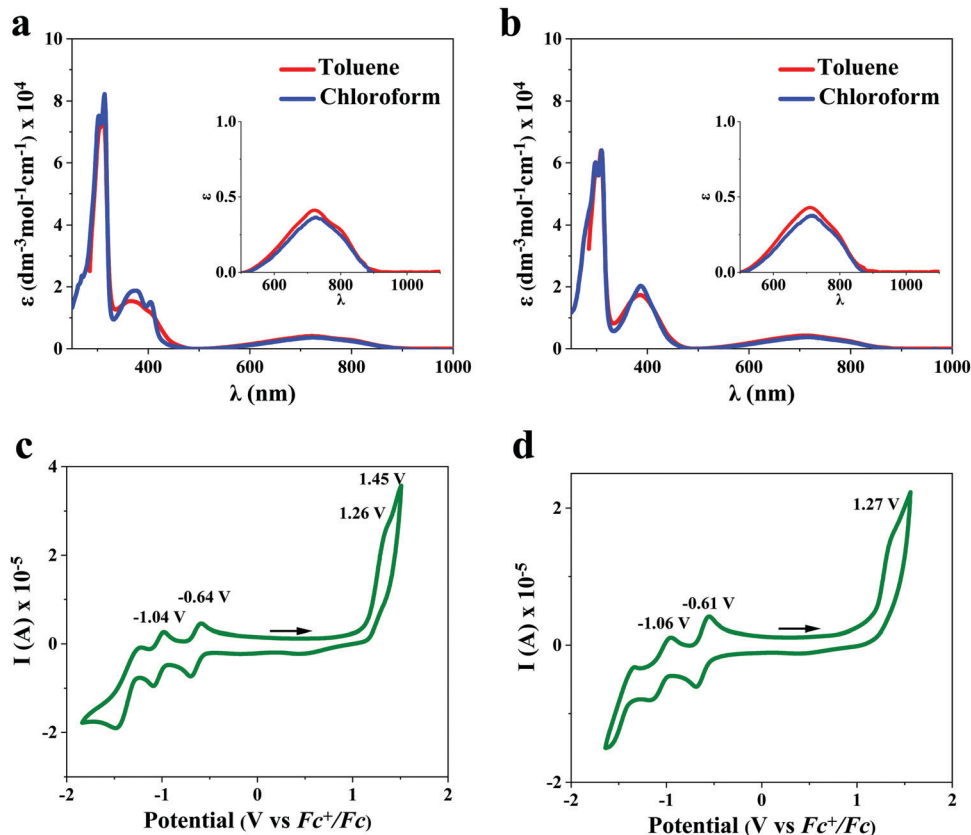 a
10
8
6
4
2
0
ε (dm⁻³mol⁻¹cm⁻¹) x 10⁴
Toluene
Chloroform
1.0
0.5
0.0
ε
600 800 1000
λ
400 600 800 1000
λ (nm)
b
10
8
6
4
2
0
ε (dm⁻³mol⁻¹cm⁻¹) x 10⁴
Toluene
Chloroform
1.0
0.5
0.0
ε
600 800 1000
λ
400 600 800 1000
λ (nm)
c
4
2
0
-2
I (A) x 10⁻⁵
1.45 V
1.26 V
-0.64 V
-1.04 V
-2 -1 0 1 2
Potential (V vs Fc⁺/Fc)
d
2
0
-2
I (A) x 10⁻⁵
1.27 V
-0.61 V
-1.06 V
-2 -1 0 1 2
Potential (V vs Fc⁺/Fc)